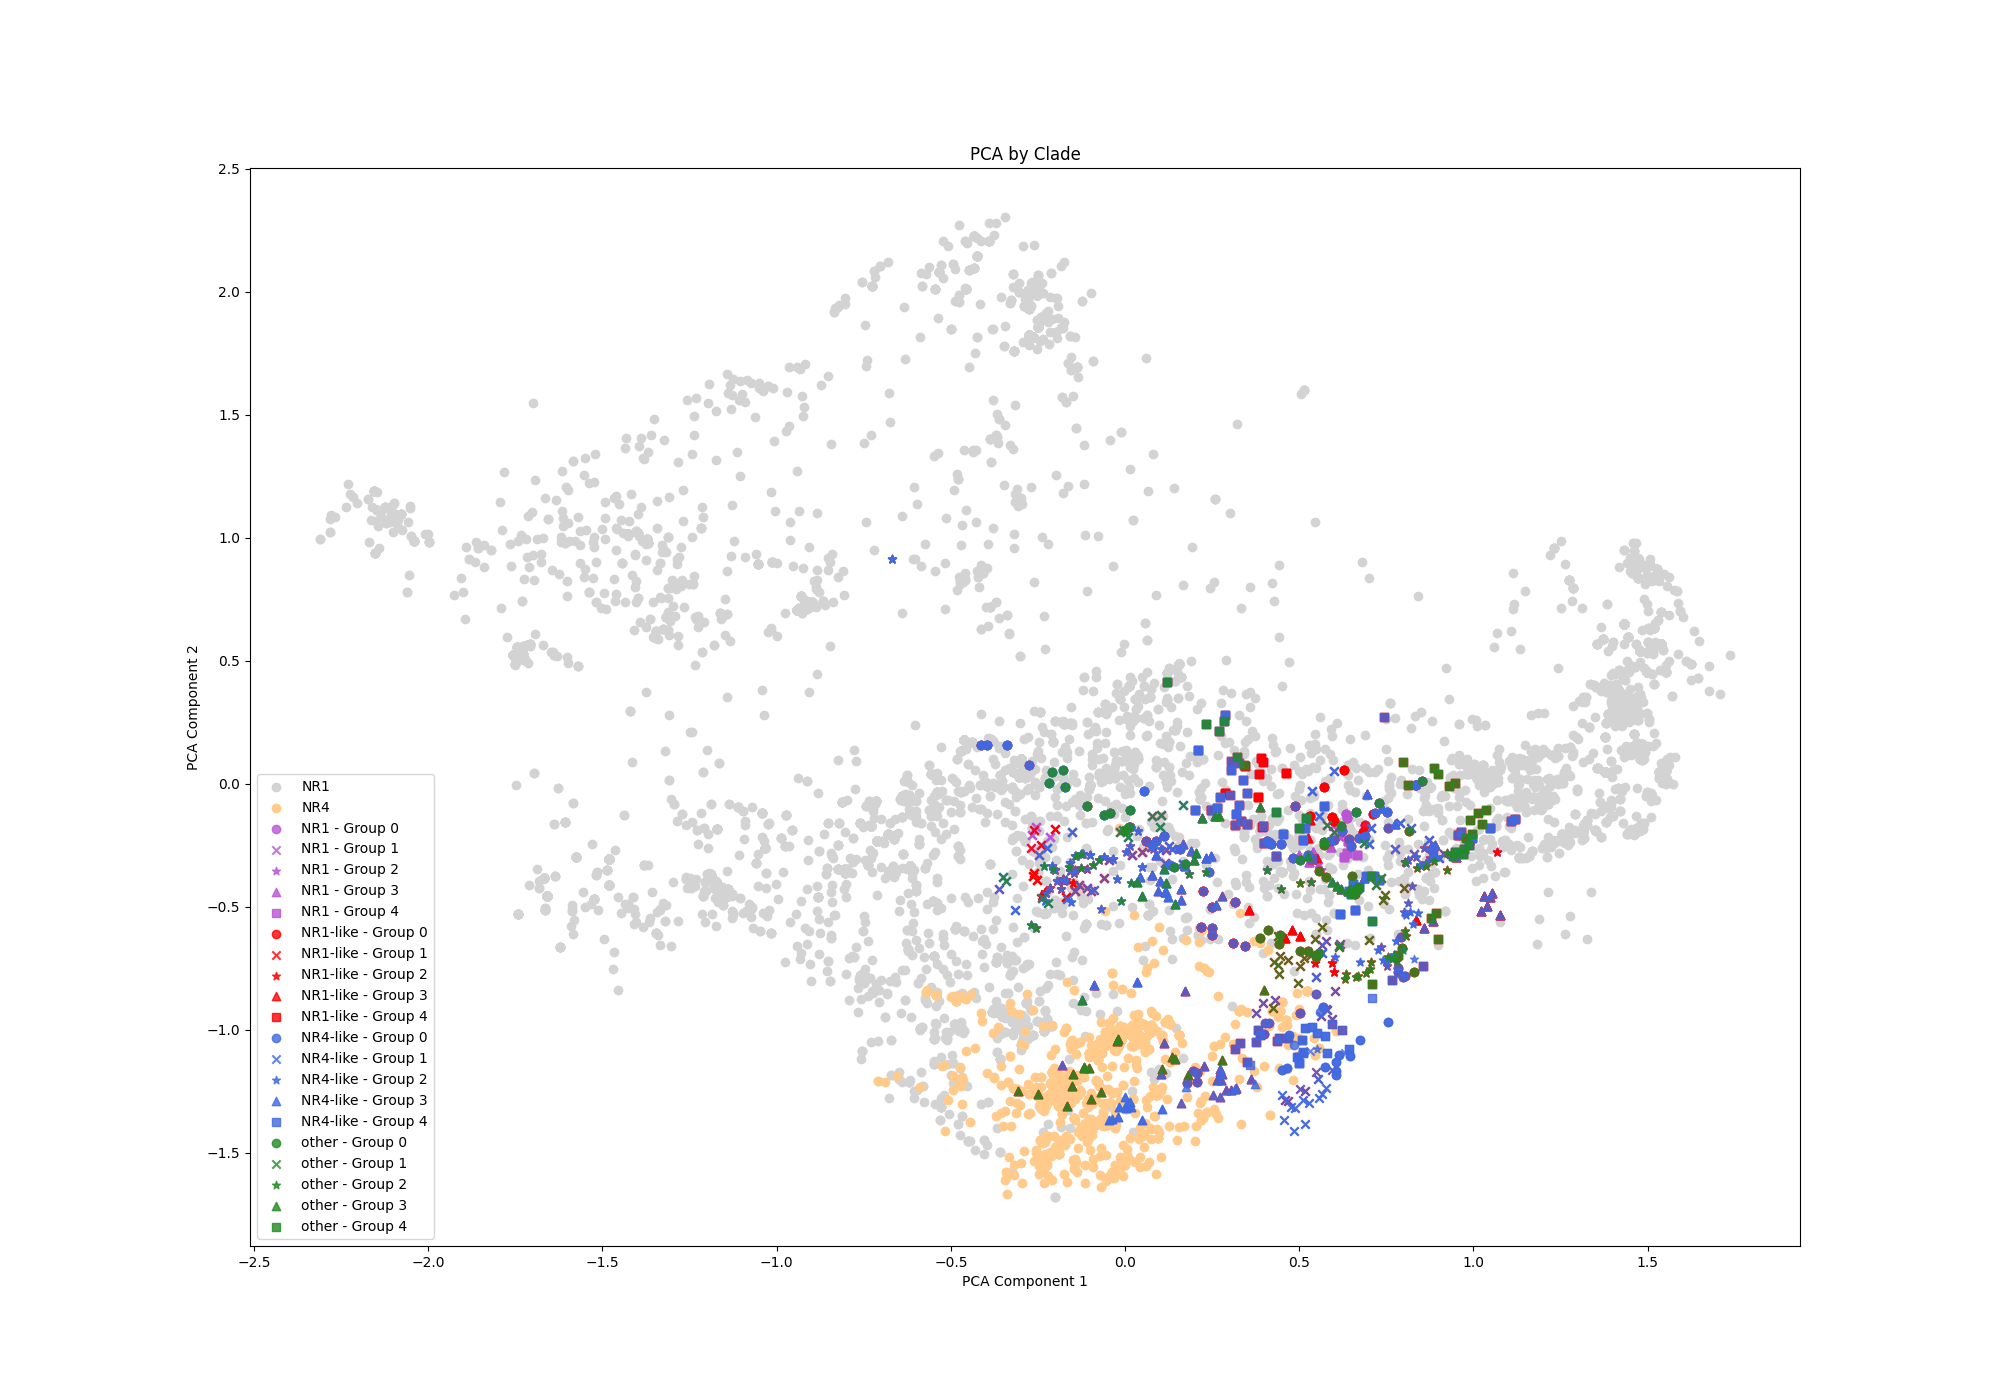 PCA by Clade
PCA Component 2
2.5
2.0
1.5
1.0
0.5
0.0
−0.5
−1.0
−1.5
NR1
NR4
NR1 - Group 0
NR1 - Group 1
NR1 - Group 2
NR1 - Group 3
NR1 - Group 4
NR1-like - Group 0
NR1-like - Group 1
NR1-like - Group 2
NR1-like - Group 3
NR1-like - Group 4
NR4-like - Group 0
NR4-like - Group 1
NR4-like - Group 2
NR4-like - Group 3
NR4-like - Group 4
other - Group 0
other - Group 1
other - Group 2
other - Group 3
other - Group 4
−2.5 −2.0 −1.5 −1.0 −0.5 0.0 0.5 1.0 1.5
PCA Component 1